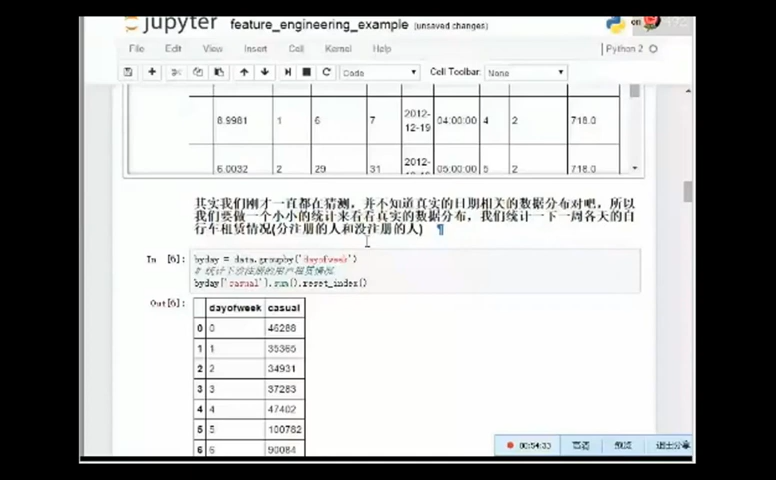 jupyter feature_engineering_example (unsaved changes)
File Edit View Insert Cell Kernel Help Python 2
Code Cell Toolbar: None
8.9981 1 6 7 2012-12-19 04:00:00 4 2 718.0
6.0032 2 29 31 2012- 05:00:00 5 2 718.0
其实我们刚才一直都在猜测，并不知道真实的日期相关的数据分布对吧，所以
我们要做一个小小的统计来看看真实的数据分布，我们统计一下一周各天的自
行车租赁情况(分注册的人和没注册的人) ¶
In [6]: byday = data.groupby('dayofweek')
# 统计下没注册的用户租赁情况
byday['casual'].sum().reset_index()
Out[6]:
dayofweek casual
0 0 46288
1 1 35365
2 2 34931
3 3 37283
4 4 47402
5 5 100782
6 6 90084
00:54:33 退出分享